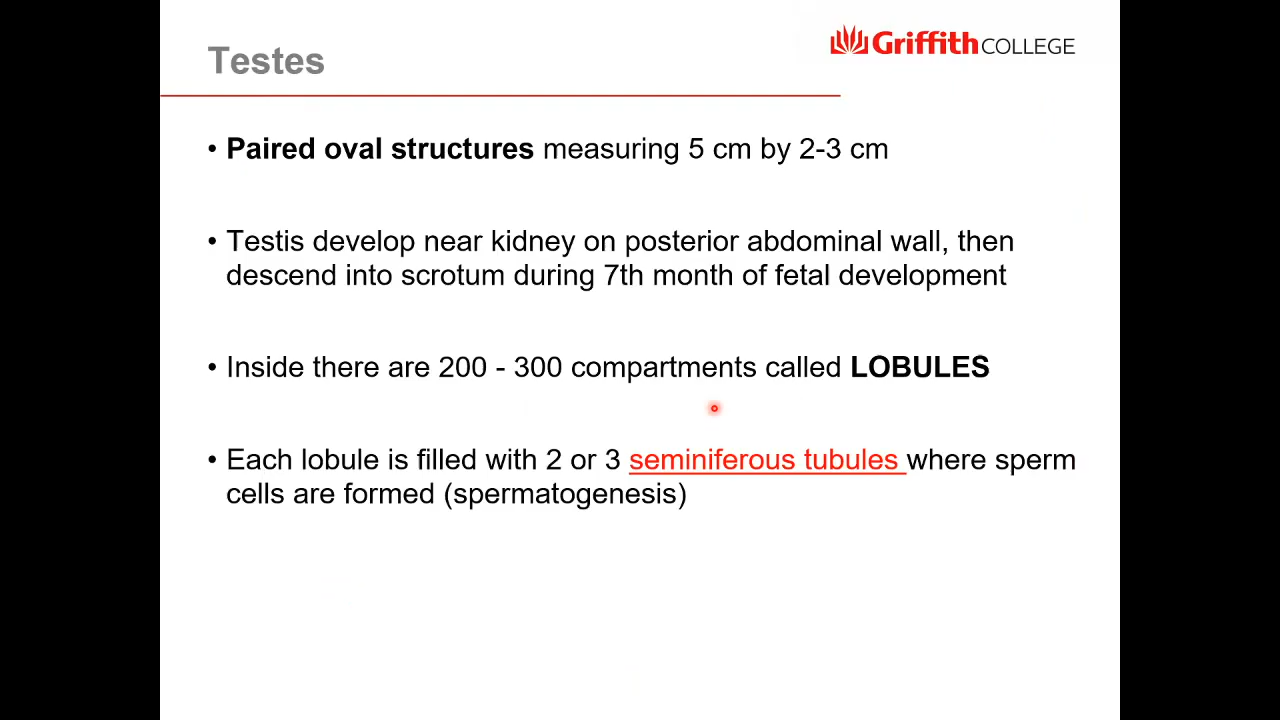 Testes
Griffith COLLEGE
• Paired oval structures measuring 5 cm by 2-3 cm
• Testis develop near kidney on posterior abdominal wall, then
descend into scrotum during 7th month of fetal development
• Inside there are 200 - 300 compartments called LOBULES
• Each lobule is filled with 2 or 3 seminiferous tubules where sperm
cells are formed (spermatogenesis)